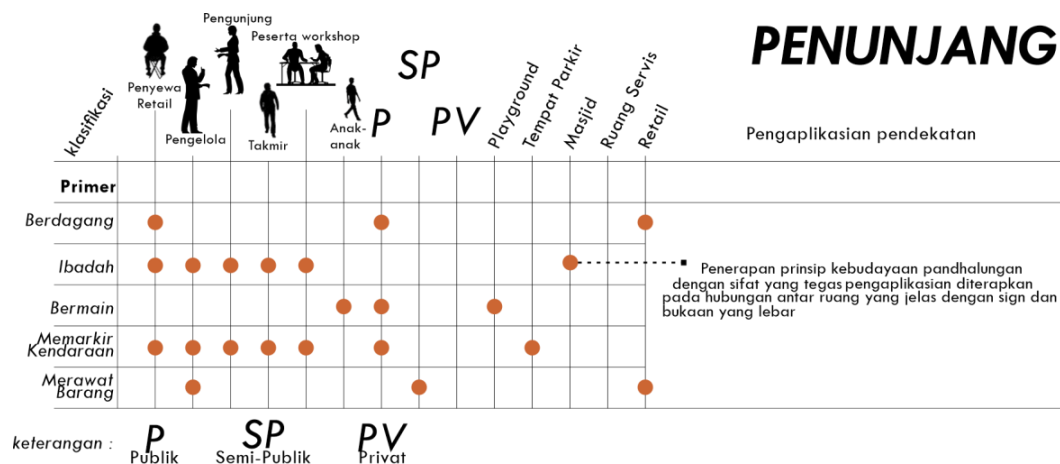 PENUNJANG
Pengunjung
Peserta workshop
SP
Penyewa
Retail
klasifikasi
Pengelola
Takmir
Anak-
anak
P
PV
Playground
Tempat Parkir
Masjid
Ruang Servis
Retail
Pengaplikasian pendekatan
Primer
Berdagang
Ibadah
Penerapan prinsip kebudayaan pandhalungan
dengan sifat yang tegas pengaplikasian diterapkan
pada hubungan antar ruang yang jelas dengan sign dan
bukaan yang lebar
Bermain
Memarkir
Kendaraan
Merawat
Barang
keterangan :
P
SP
PV
Publik
Semi-Publik
Privat